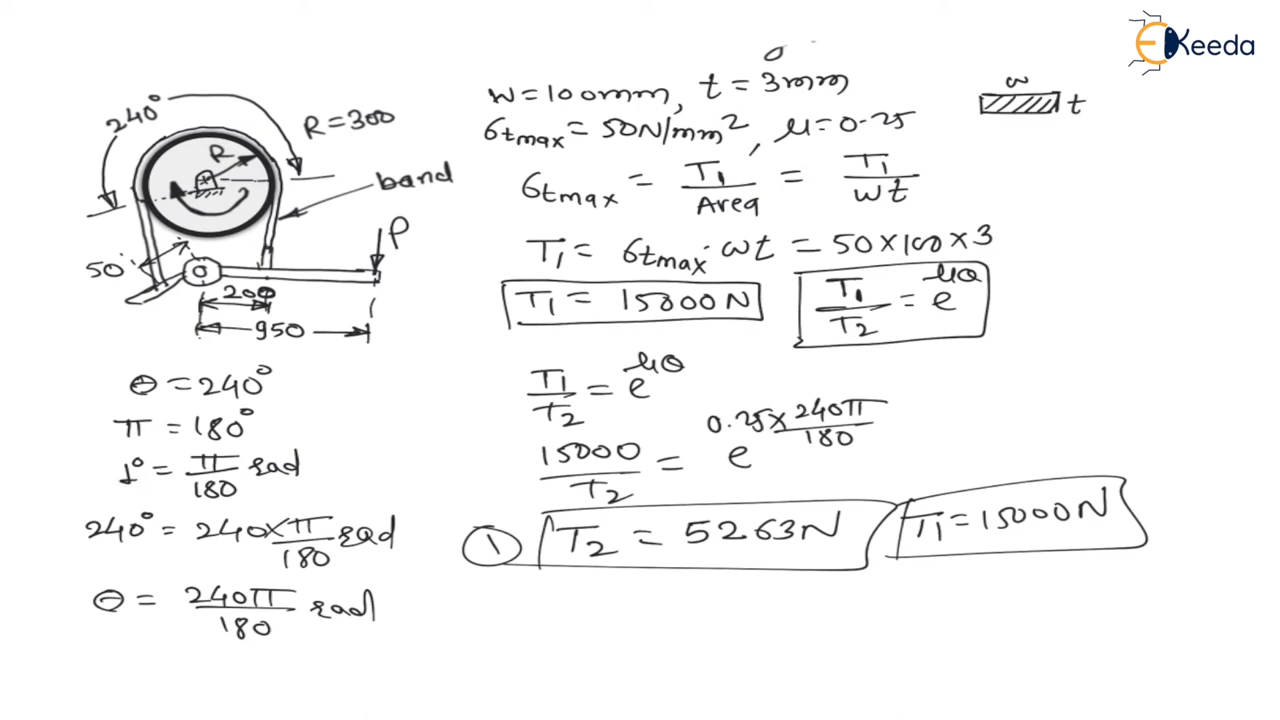 Keeda
240°
R = 300
R
band
P
50
200
950
θ = 240°
π = 180°
1° = π/180 rad
240° = 240×π/180 rad
θ = 240π/180 rad
w = 100mm, t = 3mm
w
t
σtmax = 50N/mm², μ = 0.25
σtmax = T1/Area = T1/wt
T1 = σtmax · wt = 50×100×3
T1 = 15000N
T1/T2 = e^μθ
T1/T2 = e^μθ
15000/T2 = e^0.25×240π/180
① T2 = 5263N
T1 = 15000N